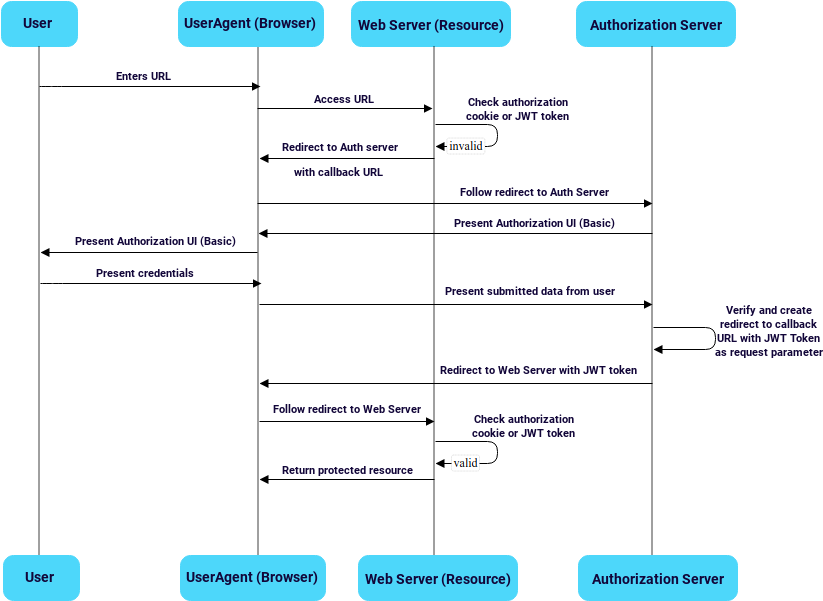 User
UserAgent (Browser)
Web Server (Resource)
Authorization Server
Enters URL
Access URL
Check authorization
cookie or JWT token
invalid
Redirect to Auth server
with callback URL
Follow redirect to Auth Server
Present Authorization UI (Basic)
Present Authorization UI (Basic)
Present credentials
Present submitted data from user
Verify and create
redirect to callback
URL with JWT Token
as request parameter
Redirect to Web Server with JWT token
Follow redirect to Web Server
Check authorization
cookie or JWT token
valid
Return protected resource
User
UserAgent (Browser)
Web Server (Resource)
Authorization Server